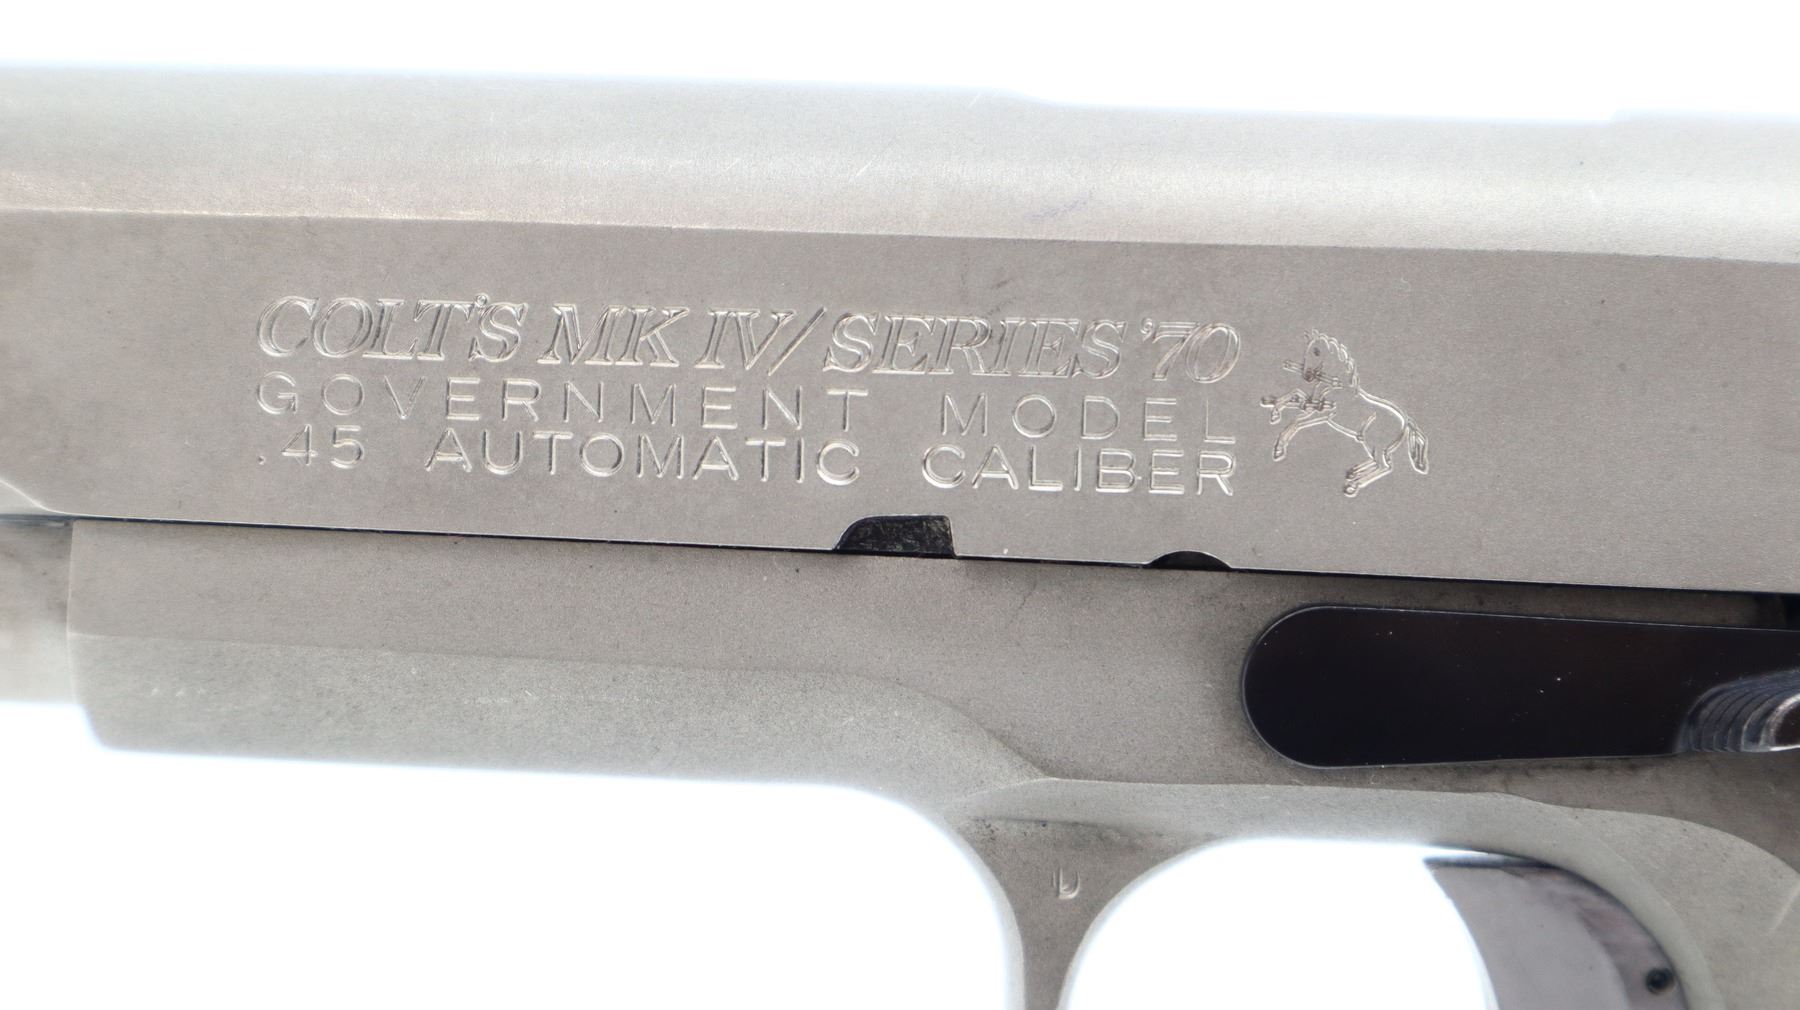 COLT'S MK IV/SERIES '70
GOVERNMENT MODEL
.45 AUTOMATIC CALIBER